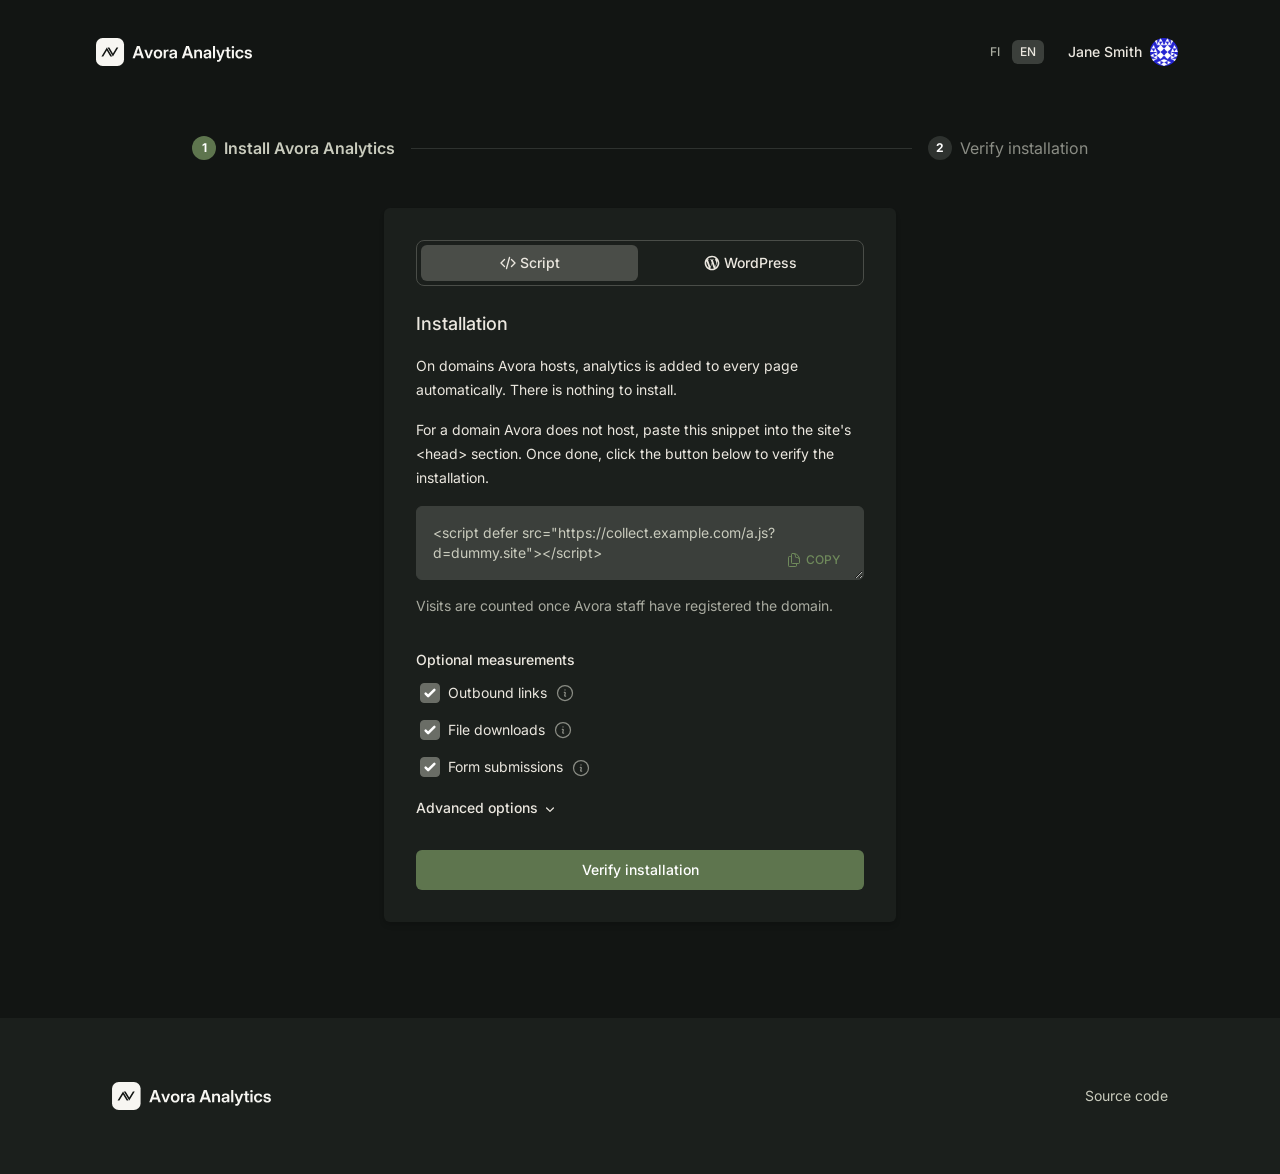 Avora Analytics
FI
EN
Jane Smith
1
Install Avora Analytics
2
Verify installation
Script
WordPress
Installation
On domains Avora hosts, analytics is added to every page
automatically. There is nothing to install.
For a domain Avora does not host, paste this snippet into the site's
<head> section. Once done, click the button below to verify the
installation.
<script defer src="https://collect.example.com/a.js?
d=dummy.site"></script>
COPY
Visits are counted once Avora staff have registered the domain.
Optional measurements
Outbound links
File downloads
Form submissions
Advanced options
Verify installation
Avora Analytics
Source code